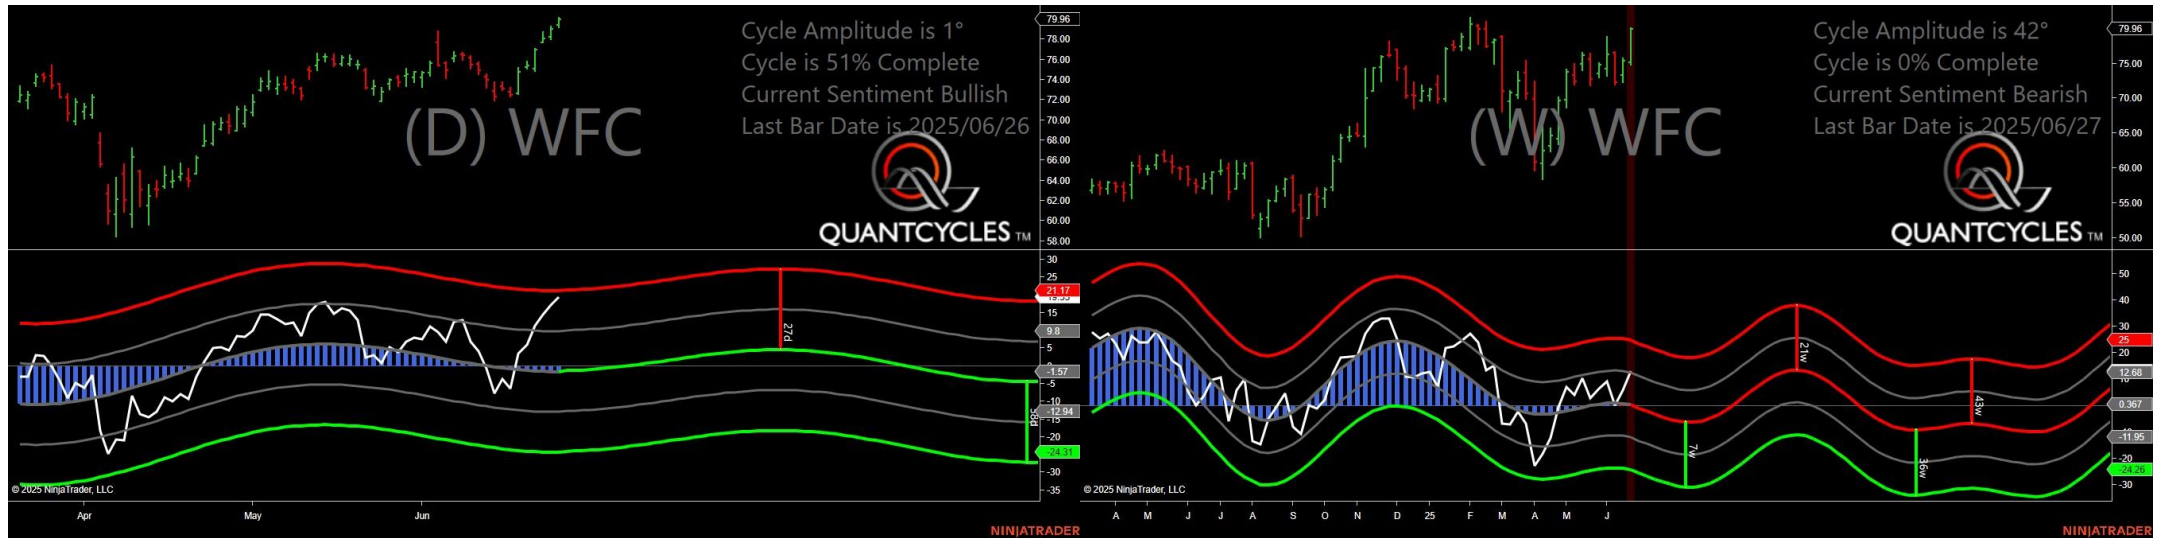 Cycle Amplitude is 1°
Cycle is 51% Complete
Current Sentiment Bullish
Last Bar Date is 2025/06/26
(D) WFC
QUANTCYCLES TM
79.96
78.00
76.00
74.00
72.00
70.00
68.00
66.00
64.00
62.00
60.00
58.00
30
25
21.17
15
9.8
5
-1.57
-5
-10
-12.94
-15
-20
-24.31
-30
-35
27d
58d
© 2025 NinjaTrader, LLC
Apr May Jun
NINJATRADER
Cycle Amplitude is 42°
Cycle is 0% Complete
Current Sentiment Bearish
Last Bar Date is 2025/06/27
(W) WFC
QUANTCYCLES TM
79.96
75.00
70.00
65.00
60.00
55.00
50.00
50
40
30
25
20
12.68
0.367
-11.95
-20
-24.26
-30
7w
21w
36w
43w
© 2025 NinjaTrader, LLC
A M J J A S O N D 25 F M A M J
NINJATRADER